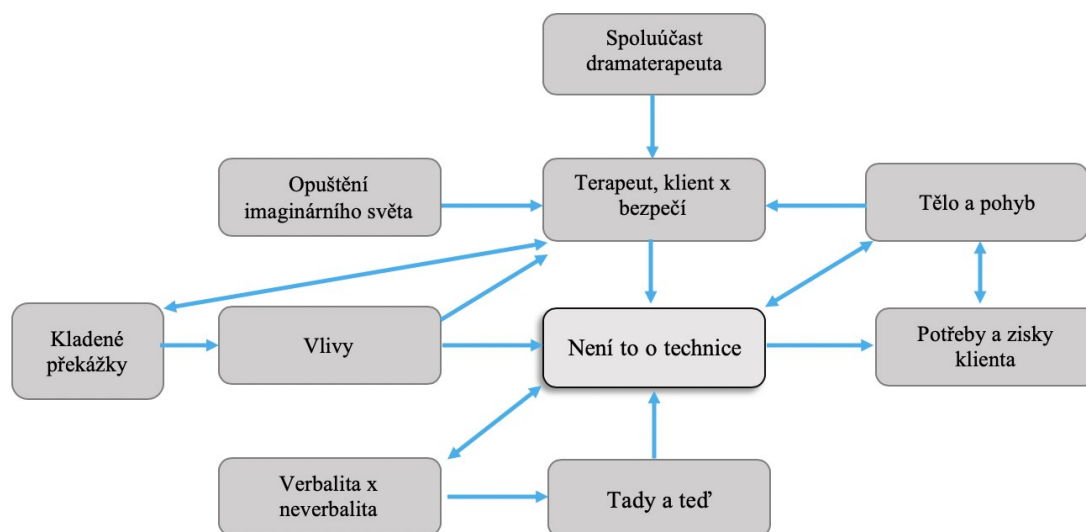 Spoluúčast
dramaterapeuta
Opuštění
imaginárního světa
Terapeut, klient x
bezpečí
Tělo a pohyb
Kladené
překážky
Vlivy
Není to o technice
Potřeby a zisky
klienta
Verbalita x
neverbalita
Tady a teď